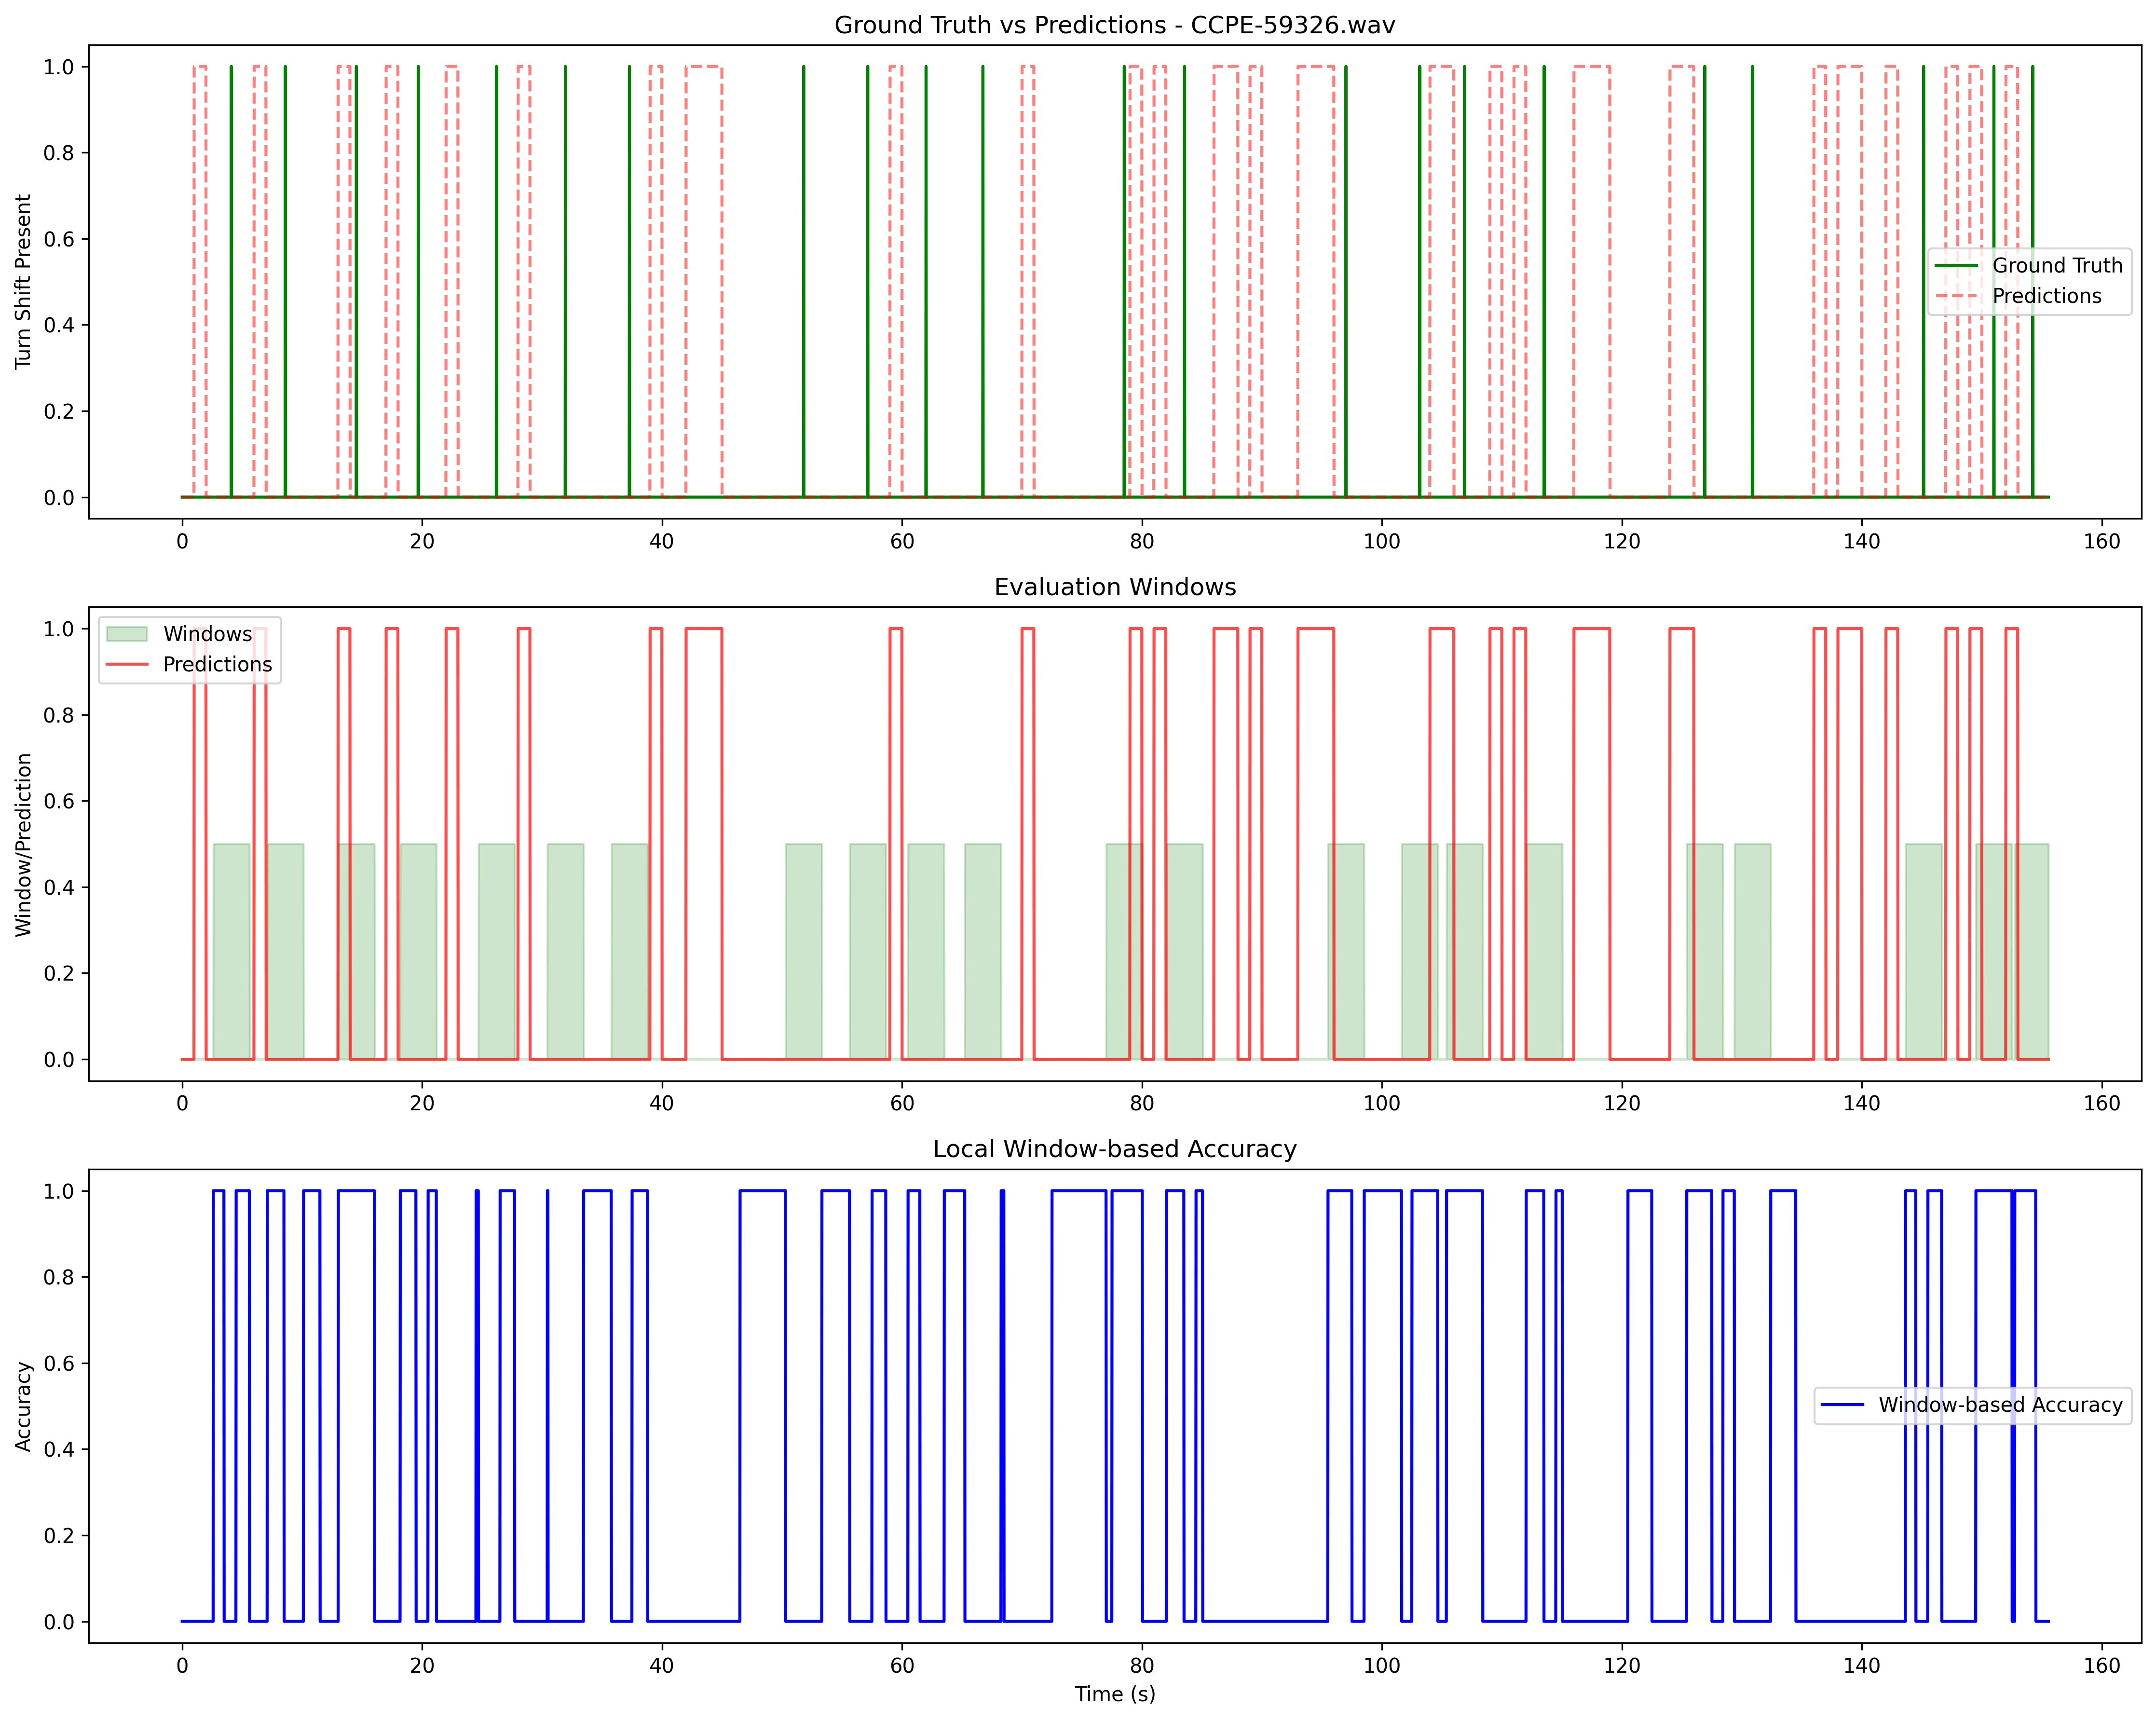 Ground Truth vs Predictions - CCPE-59326.wav
1.0
0.8
0.6
0.4
0.2
0.0
Turn Shift Present
Ground Truth
Predictions
0 20 40 60 80 100 120 140 160
Evaluation Windows
1.0
0.8
0.6
0.4
0.2
0.0
Window/Prediction
Windows
Predictions
0 20 40 60 80 100 120 140 160
Local Window-based Accuracy
1.0
0.8
0.6
0.4
0.2
0.0
Accuracy
Window-based Accuracy
0 20 40 60 80 100 120 140 160
Time (s)